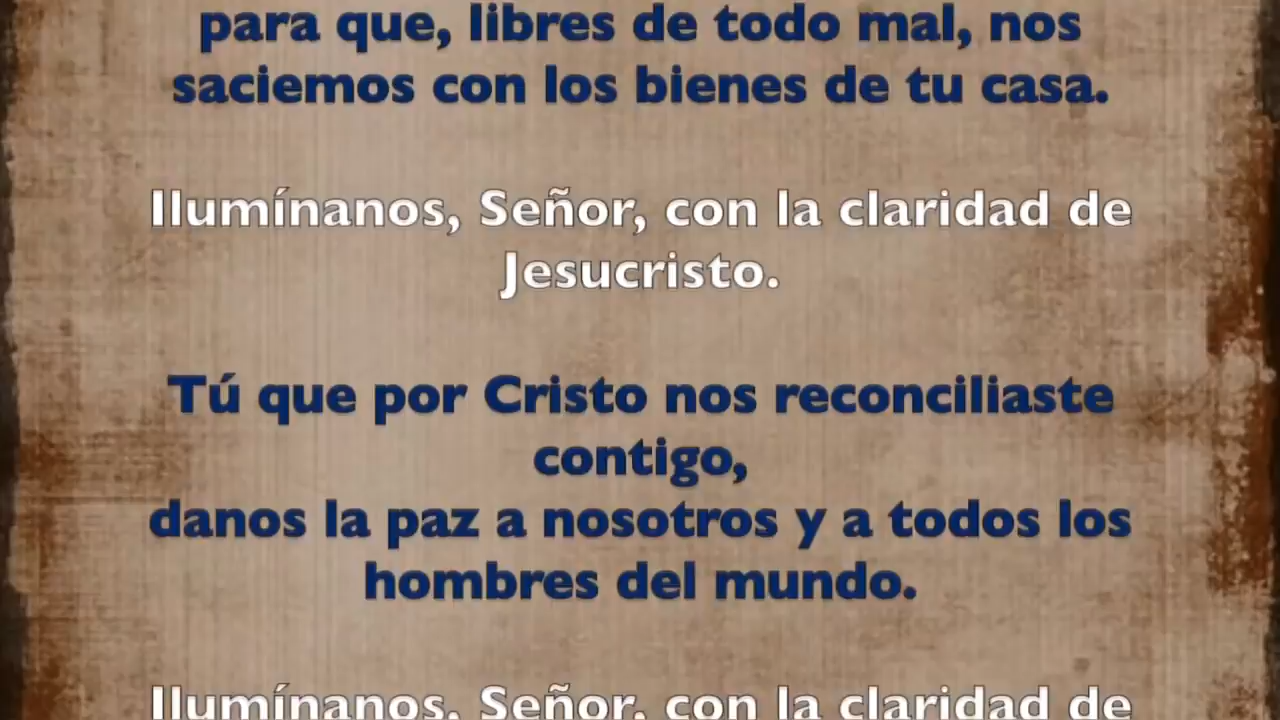 para que, libres de todo mal, nos
saciemos con los bienes de tu casa.
Ilumínanos, Señor, con la claridad de
Jesucristo.
Tú que por Cristo nos reconciliaste
contigo,
danos la paz a nosotros y a todos los
hombres del mundo.
Ilumínanos, Señor, con la claridad de